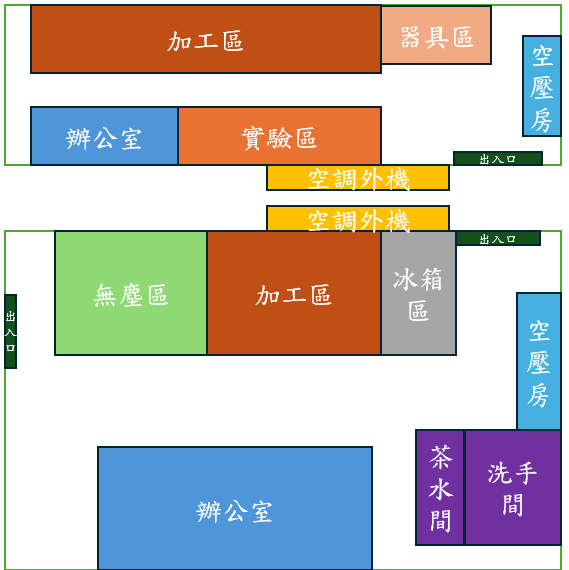 加工區
器具區
空
壓
房
辦公室
實驗區
出入口
空調外機
空調外機
出入口
無塵區
加工區
冰箱
區
出
入
口
空
壓
房
茶
水
間
洗手
間
辦公室